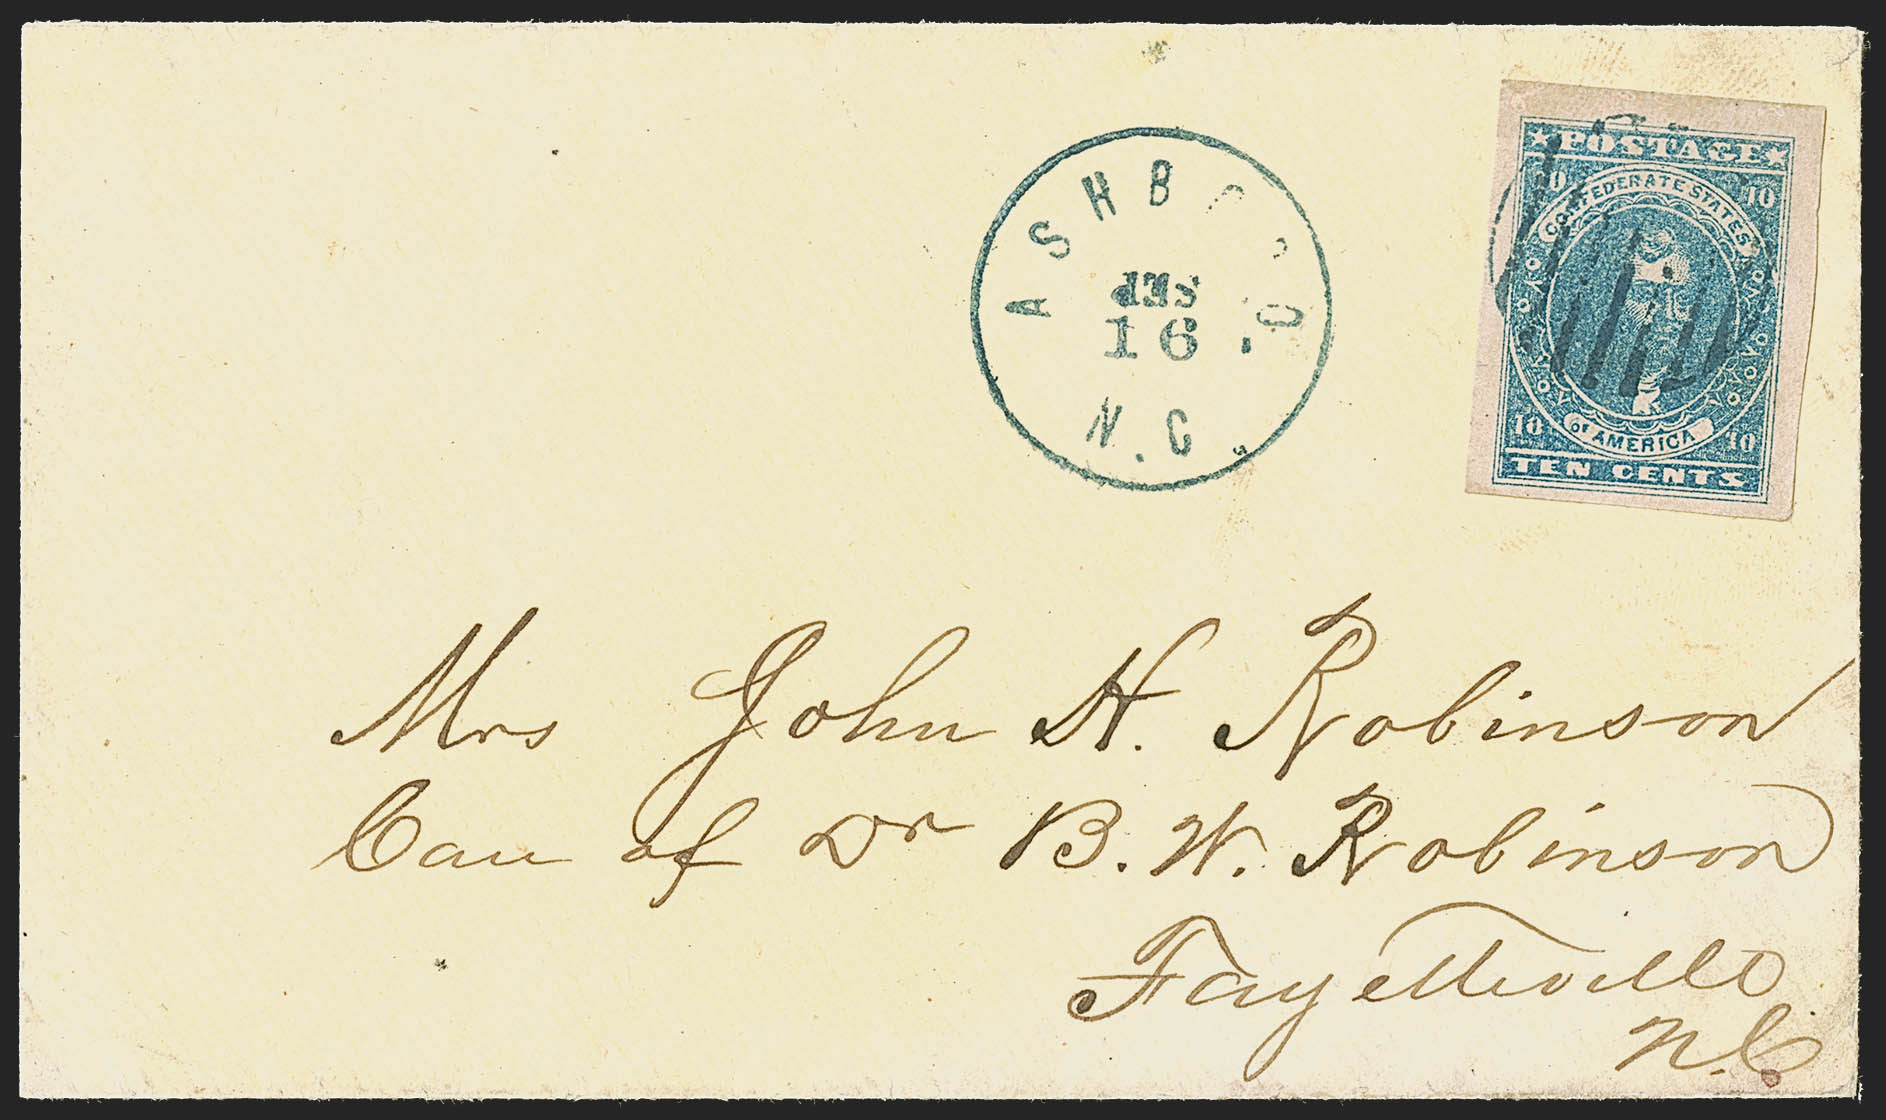 ASHBORO
SEP
16
N.C.
POSTAGE
10 10
CONFEDERATE STATES
OF AMERICA
10 10
TEN CENTS
Mrs John H. Robinson
Care of Dr B. W. Robinson
Fayetteville
N.C.